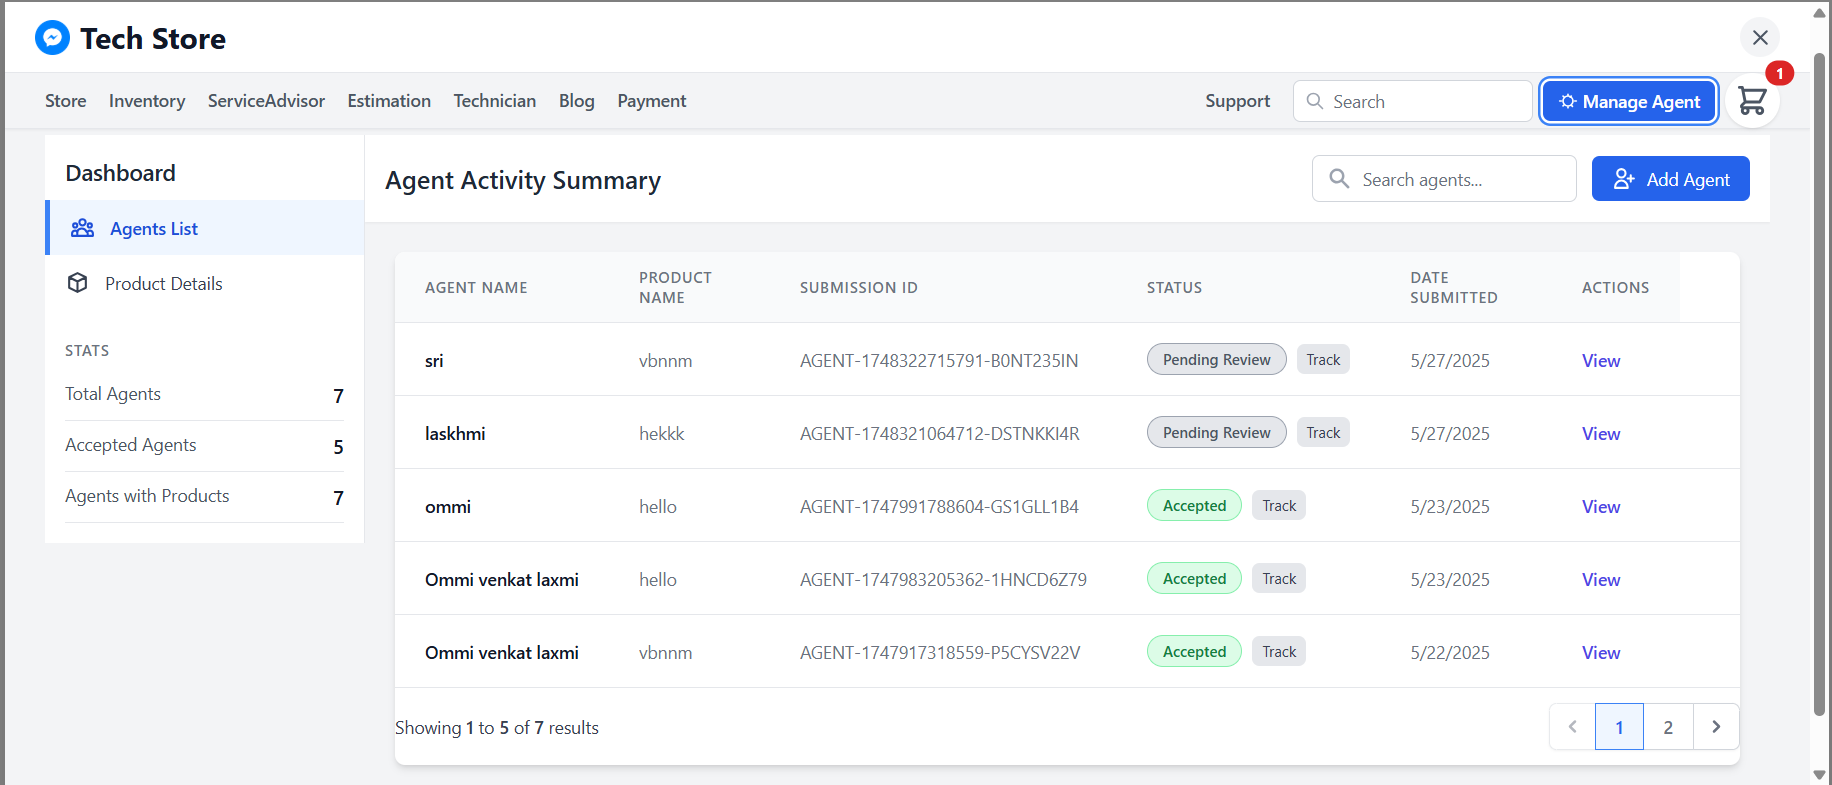 Tech Store
Store Inventory ServiceAdvisor Estimation Technician Blog Payment Support Search Manage Agent 1
Dashboard
Agents List
Product Details
STATS
Total Agents 7
Accepted Agents 5
Agents with Products 7
Agent Activity Summary Search agents... Add Agent
AGENT NAME PRODUCT NAME SUBMISSION ID STATUS DATE SUBMITTED ACTIONS
sri vbnnm AGENT-1748322715791-B0NT235IN Pending Review Track 5/27/2025 View
laskhmi hekkk AGENT-1748321064712-DSTNKKI4R Pending Review Track 5/27/2025 View
ommi hello AGENT-1747991788604-GS1GLL1B4 Accepted Track 5/23/2025 View
Ommi venkat laxmi hello AGENT-1747983205362-1HNCD6Z79 Accepted Track 5/23/2025 View
Ommi venkat laxmi vbnnm AGENT-1747917318559-P5CYSV22V Accepted Track 5/22/2025 View
Showing 1 to 5 of 7 results 1 2